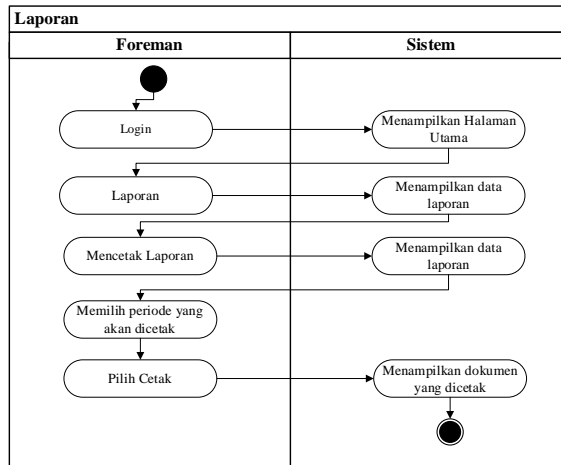 Laporan
Foreman
Sistem
Login
Menampilkan Halaman
Utama
Laporan
Menampilkan data
laporan
Mencetak Laporan
Menampilkan data
laporan
Memilih periode yang
akan dicetak
Pilih Cetak
Menampilkan dokumen
yang dicetak